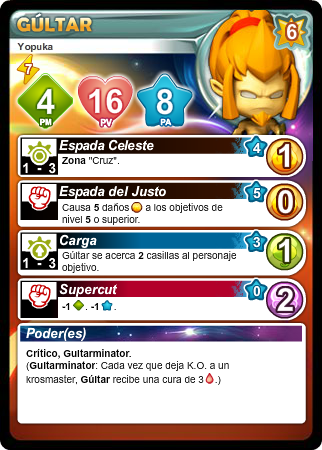 GÚLTAR
6
Yopuka
7
4
PM
16
PV
8
PA
Espada Celeste
4
1
1 - 3
Zona "Cruz".
Espada del Justo
5
0
Causa 5 daños a los objetivos de
nivel 5 o superior.
Carga
3
1
1 - 3
Gúltar se acerca 2 casillas al personaje
objetivo.
Supercut
0
2
-1 . -1 .
Poder(es)
Crítico, Guitarminator.
(Guitarminator: Cada vez que deja K.O. a un
krosmaster, Gúltar recibe una cura de 3 .)